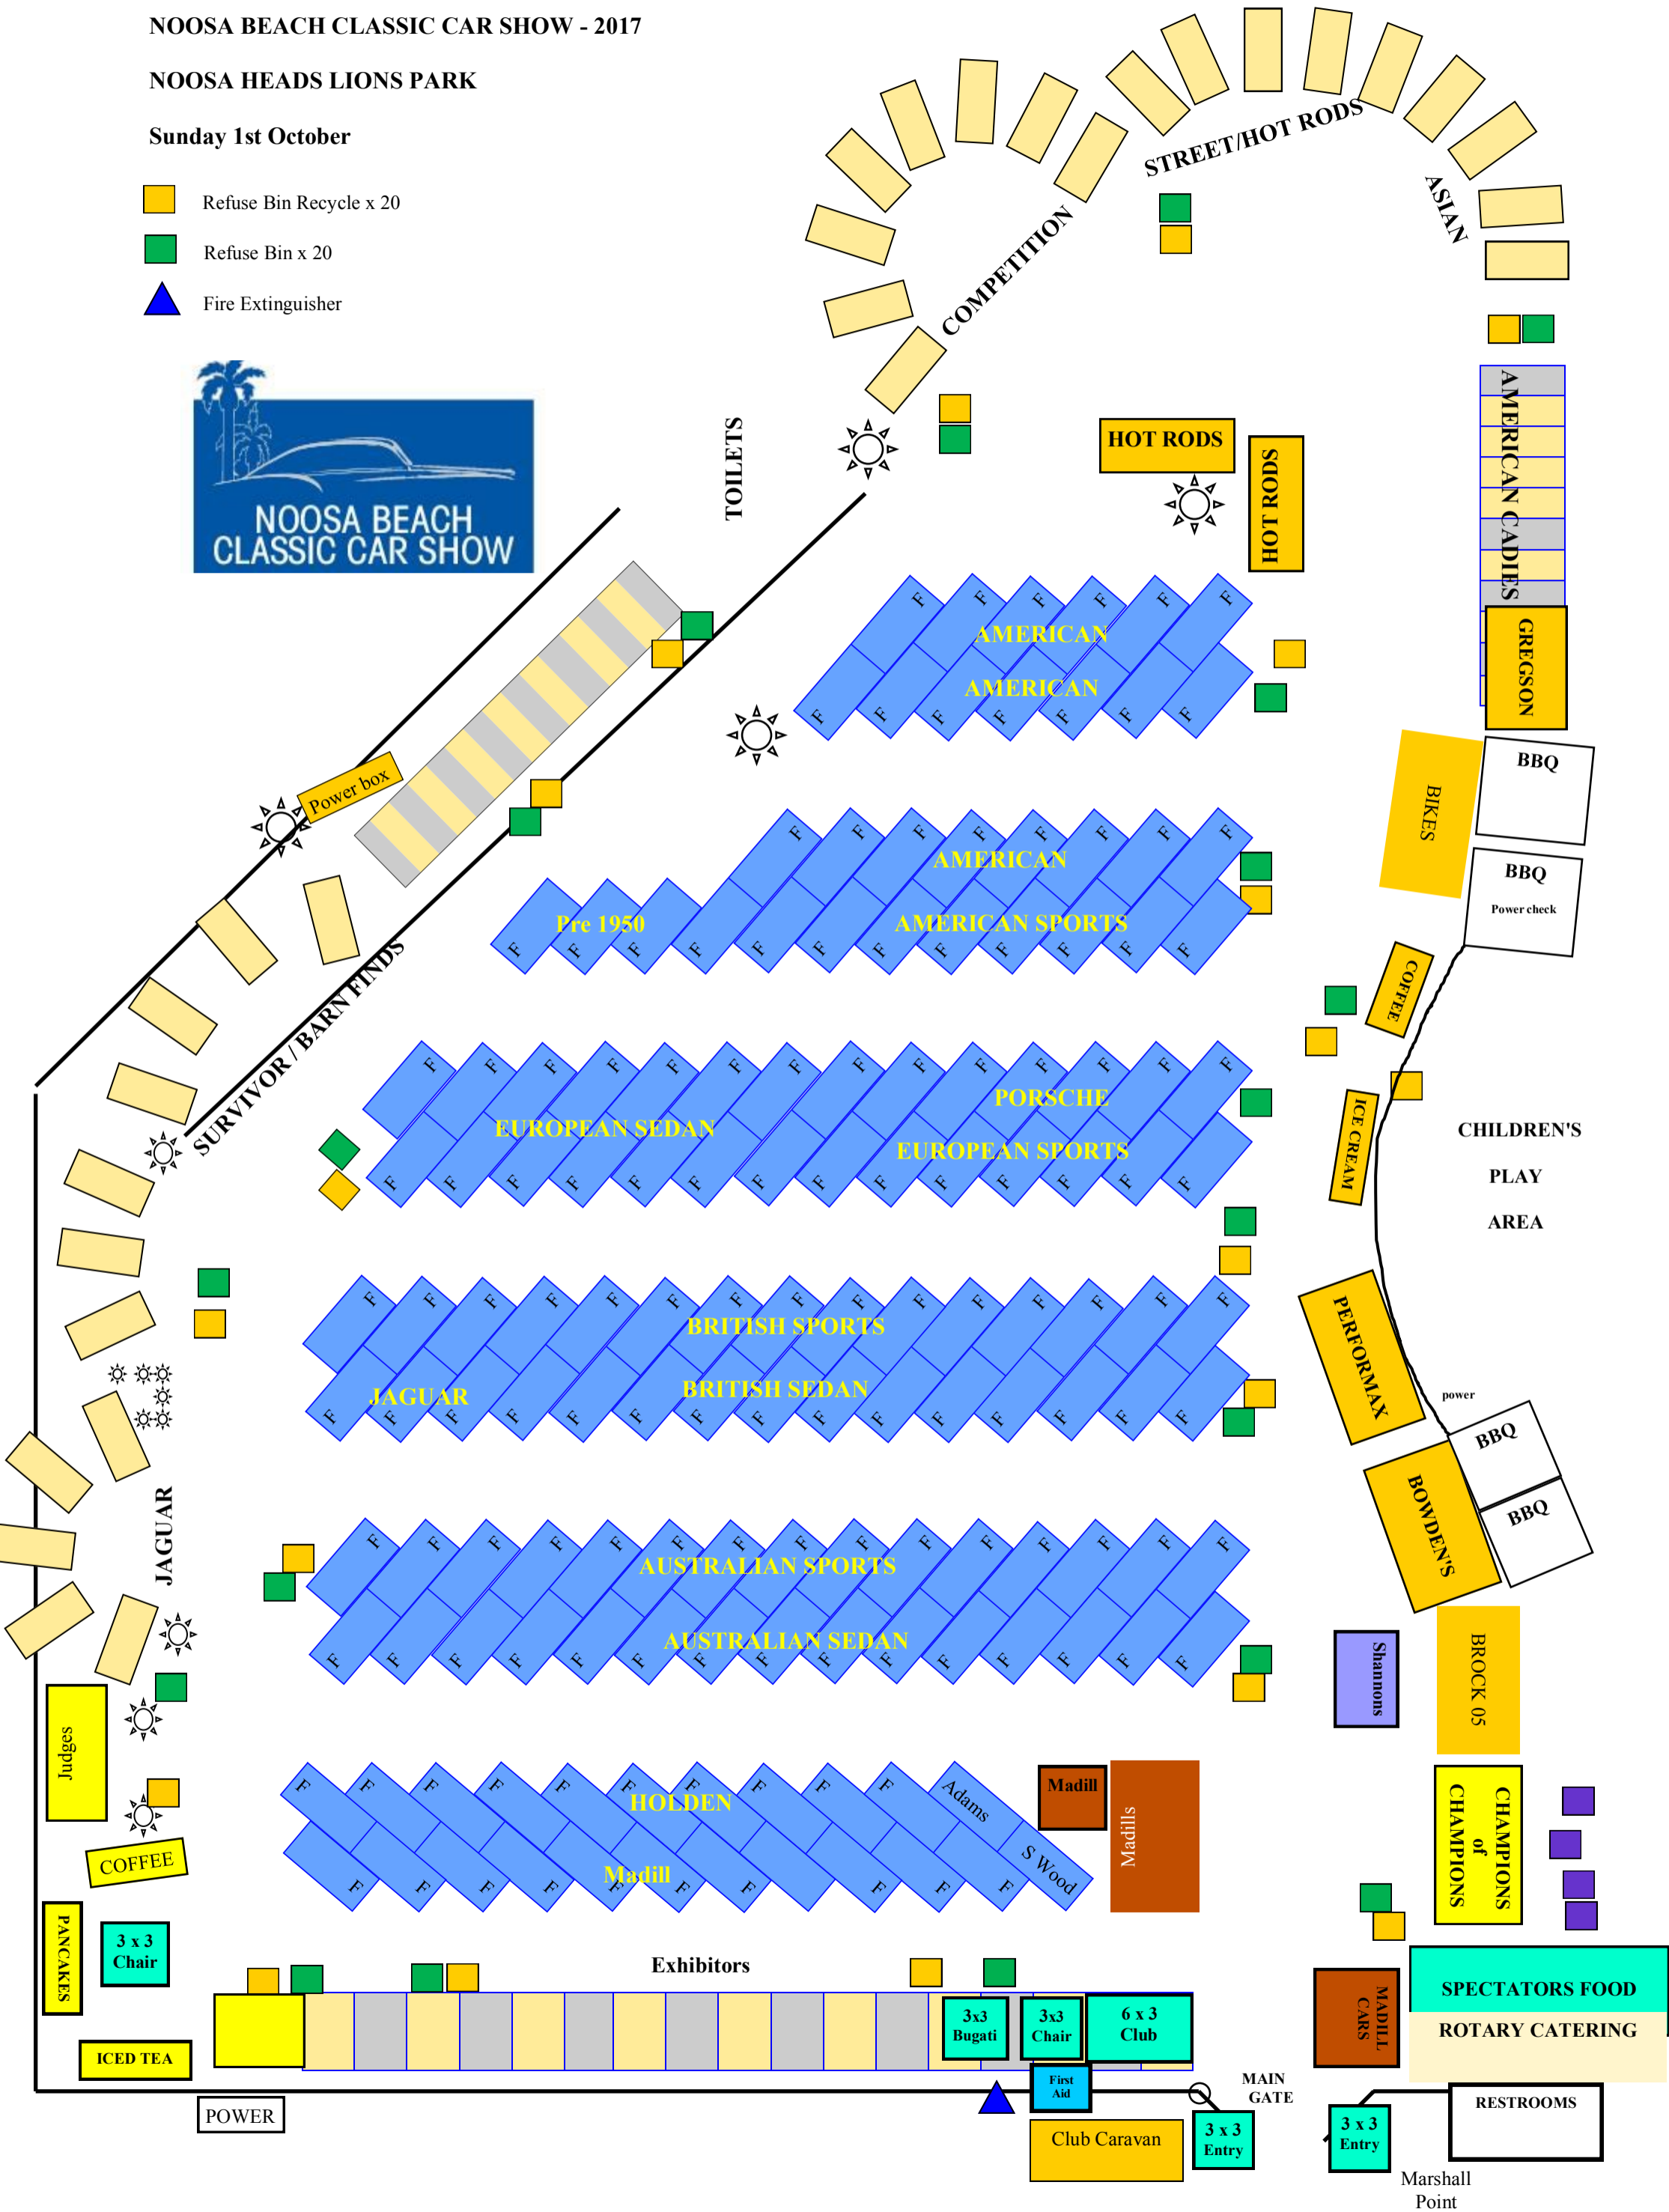 NOOSA BEACH CLASSIC CAR SHOW - 2017
NOOSA HEADS LIONS PARK
Sunday 1st October
Refuse Bin Recycle x 20
Refuse Bin x 20
Fire Extinguisher
NOOSA BEACH
CLASSIC CAR SHOW
STREET/HOT RODS
ASIAN
COMPETITION
TOILETS
HOT RODS
HOT RODS
AMERICAN CADIES
GREGSON
F F F F F F
AMERICAN
AMERICAN
F F F F F F F
BBQ
BIKES
Power box
BBQ
Power check
F F F F F F F F
AMERICAN
Pre 1950
AMERICAN SPORTS
F F F F F F F F F F F F
SURVIVOR / BARN FINDS
COFFEE
F F F F F F F F F F F F F F
PORSCHE
EUROPEAN SEDAN
EUROPEAN SPORTS
F F F F F F F F F F F F F F
ICE CREAM
CHILDREN'S
PLAY
AREA
F F F F F F F F F F F F F F F
BRITISH SPORTS
JAGUAR
BRITISH SEDAN
F F F F F F F F F F F F F F F
PERFORMAX
power
BBQ
BBQ
BOWDEN'S
JAGUAR
F F F F F F F F F F F F F F F
AUSTRALIAN SPORTS
AUSTRALIAN SEDAN
F F F F F F F F F F F F F F F
Shannons
BROCK 05
Judges
F F F F F F F F F F
HOLDEN
Adams
Madill
S Wood
F F F F F F F F F F
Madill
Madills
CHAMPIONS
of
CHAMPIONS
COFFEE
PANCAKES
3 x 3
Chair
Exhibitors
3x3
Bugati
3x3
Chair
6 x 3
Club
MADILL
CARS
SPECTATORS FOOD
ROTARY CATERING
ICED TEA
POWER
First
Aid
MAIN
GATE
Club Caravan
3 x 3
Entry
3 x 3
Entry
RESTROOMS
Marshall
Point